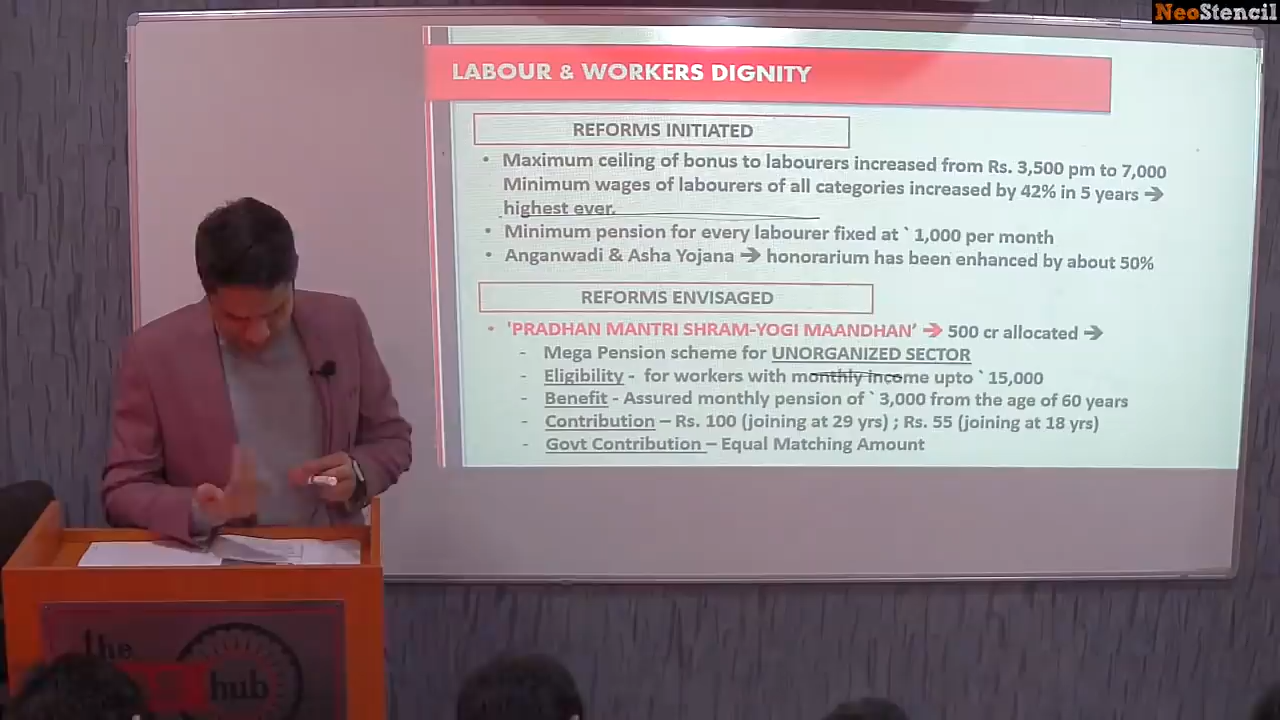 NeoStencil
LABOUR & WORKERS DIGNITY
REFORMS INITIATED
• Maximum ceiling of bonus to labourers increased from Rs. 3,500 pm to 7,000
Minimum wages of labourers of all categories increased by 42% in 5 years ➔
highest ever.
• Minimum pension for every labourer fixed at ` 1,000 per month
• Anganwadi & Asha Yojana ➔ honorarium has been enhanced by about 50%
REFORMS ENVISAGED
• 'PRADHAN MANTRI SHRAM-YOGI MAANDHAN' ➔ 500 cr allocated ➔
- Mega Pension scheme for UNORGANIZED SECTOR
- Eligibility - for workers with monthly income upto ` 15,000
- Benefit - Assured monthly pension of ` 3,000 from the age of 60 years
- Contribution – Rs. 100 (joining at 29 yrs) ; Rs. 55 (joining at 18 yrs)
- Govt Contribution – Equal Matching Amount
the
hub